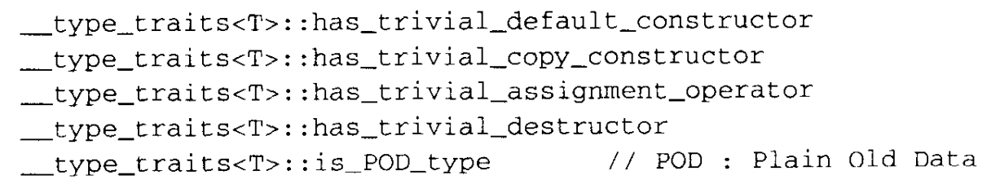 __type_traits<T>::has_trivial_default_constructor
__type_traits<T>::has_trivial_copy_constructor
__type_traits<T>::has_trivial_assignment_operator
__type_traits<T>::has_trivial_destructor
__type_traits<T>::is_POD_type // POD : Plain Old Data